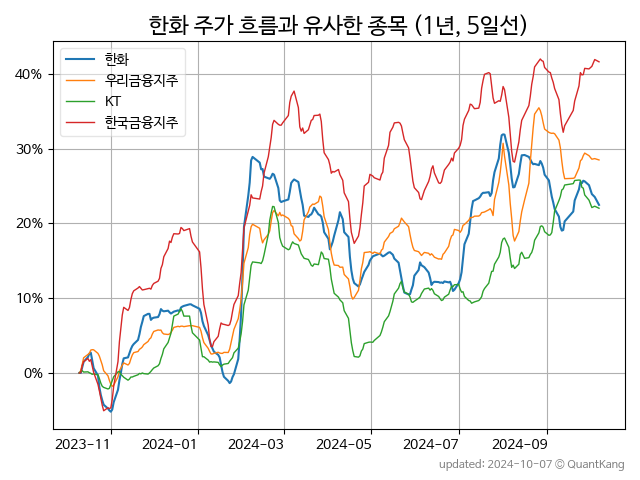 한화 주가 흐름과 유사한 종목 (1년, 5일선)
한화
우리금융지주
KT
한국금융지주
40%
30%
20%
10%
0%
2023-11
2024-01
2024-03
2024-05
2024-07
2024-09
updated: 2024-10-07 © QuantKang